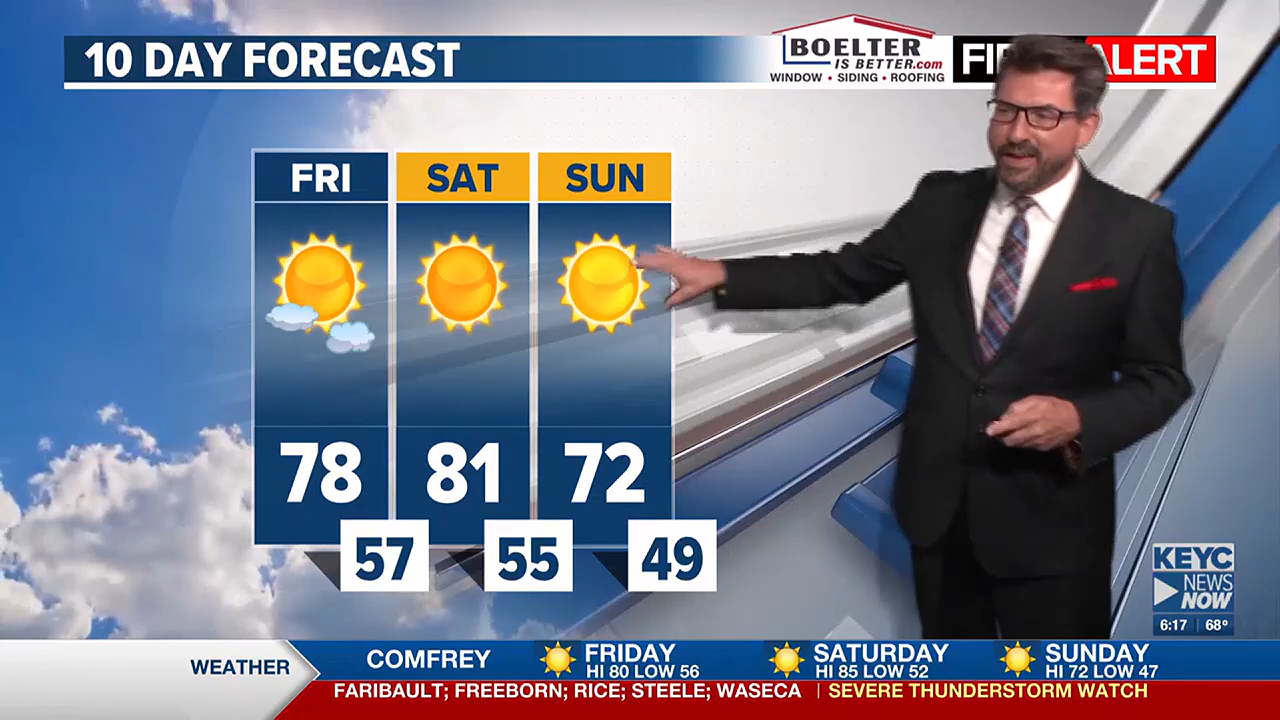 10 DAY FORECAST
BOELTER
IS BETTER.com
WINDOW • SIDING • ROOFING
ALERT
FRI
SAT
SUN
78
81
72
57
55
49
KEYC
NEWS
NOW
6:17 68°
WEATHER
COMFREY
FRIDAY
HI 80 LOW 56
SATURDAY
HI 85 LOW 52
SUNDAY
HI 72 LOW 47
FARIBAULT; FREEBORN; RICE; STEELE; WASECA | SEVERE THUNDERSTORM WATCH